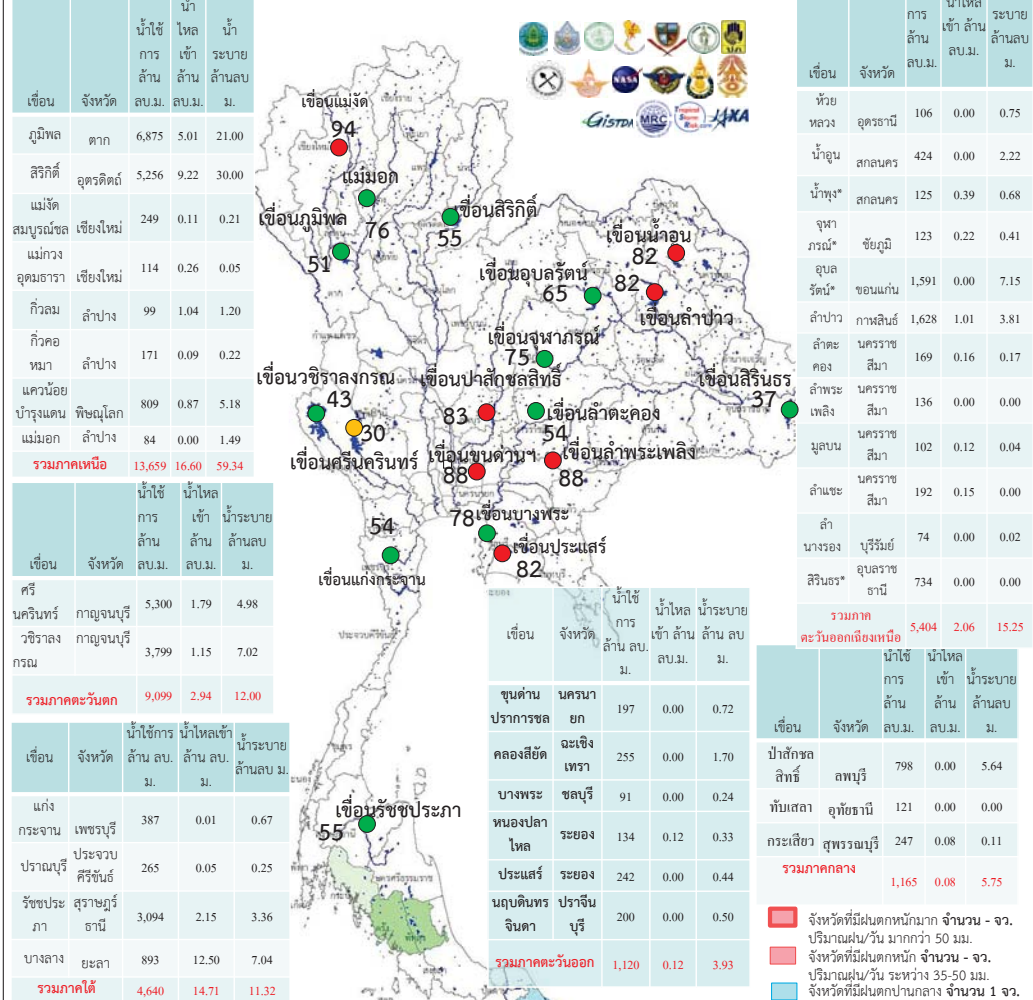 เขื่อน จังหวัด น้ำใช้การ ล้าน ลบ.ม. น้ำไหลเข้า ล้าน ลบ.ม. น้ำระบาย ล้านลบ ม.
ภูมิพล ตาก 6,875 5.01 21.00
สิริกิติ์ อุตรดิตถ์ 5,256 9.22 30.00
แม่งัดสมบูรณ์ชล เชียงใหม่ 249 0.11 0.21
แม่กวงอุดมธารา เชียงใหม่ 114 0.26 0.05
กิ่วลม ลำปาง 99 1.04 1.20
กิ่วคอหมา ลำปาง 171 0.09 0.22
แควน้อยบำรุงแดน พิษณุโลก 809 0.87 5.18
แม่มอก ลำปาง 84 0.00 1.49
รวมภาคเหนือ 13,659 16.60 59.34
เขื่อน จังหวัด น้ำใช้การ ล้าน ลบ.ม. น้ำไหลเข้า ล้าน ลบ.ม. น้ำระบาย ล้านลบ ม.
ศรีนครินทร์ กาญจนบุรี 5,300 1.79 4.98
วชิราลงกรณ กาญจนบุรี 3,799 1.15 7.02
รวมภาคตะวันตก 9,099 2.94 12.00
เขื่อน จังหวัด น้ำใช้การ ล้าน ลบ. ม. น้ำไหลเข้า ล้าน ลบ. ม. น้ำระบาย ล้านลบ ม.
แก่งกระจาน เพชรบุรี 387 0.01 0.67
ปราณบุรี ประจวบคีรีขันธ์ 265 0.05 0.25
รัชชประภา สุราษฎร์ธานี 3,094 2.15 3.36
บางลาง ยะลา 893 12.50 7.04
รวมภาคใต้ 4,640 14.71 11.32
NASA
GISTDA MRC Tropical Storm Risk.com JAXA
เขื่อนแม่งัด
94
แม่มอก
76
เขื่อนสิริกิติ์
55
เขื่อนภูมิพล
51
เขื่อนน้ำอูน
82
เขื่อนอุบลรัตน์
65
82
เขื่อนลำปาว
เขื่อนจุฬาภรณ์
75
เขื่อนวชิราลงกรณ์
43
เขื่อนป่าสักชลสิทธิ์
83
เขื่อนสิรินธร
37
30
เขื่อนศรีนครินทร์
เขื่อนลำตะคอง
54
เขื่อนขุนด่านฯ
88
เขื่อนลำพระเพลิง
88
54
เขื่อนแก่งกระจาน
78 เขื่อนบางพระ
เขื่อนประแสร์
82
ประจวบคีรีขันธ์
เขื่อนรัชชประภา
55
เขื่อน จังหวัด น้ำใช้การ ล้าน ลบ. ม. น้ำไหลเข้า ล้าน ลบ.ม. น้ำระบาย ล้าน ลบ ม.
ขุนด่านปราการชล นครนายก 197 0.00 0.72
คลองสียัด ฉะเชิงเทรา 255 0.00 1.70
บางพระ ชลบุรี 91 0.00 0.24
หนองปลาไหล ระยอง 134 0.12 0.33
ประแสร์ ระยอง 242 0.00 0.44
นฤบดินทรจินดา ปราจีนบุรี 200 0.00 0.50
รวมภาคตะวันออก 1,120 0.12 3.93
เขื่อน จังหวัด การ ล้าน ลบ.ม. น้ำไหลเข้า ล้าน ลบ.ม. ระบาย ล้านลบ ม.
ห้วยหลวง อุดรธานี 106 0.00 0.75
น้ำอูน สกลนคร 424 0.00 2.22
น้ำพุง* สกลนคร 125 0.39 0.68
จุฬาภรณ์* ชัยภูมิ 123 0.22 0.41
อุบลรัตน์* ขอนแก่น 1,591 0.00 7.15
ลำปาว กาฬสินธ์ 1,628 1.01 3.81
ลำตะคอง นครราชสีมา 169 0.16 0.17
ลำพระเพลิง นครราชสีมา 136 0.00 0.00
มูลบน นครราชสีมา 102 0.12 0.04
ลำแชะ นครราชสีมา 192 0.15 0.00
ลำนางรอง บุรีรัมย์ 74 0.00 0.02
สิรินธร* อุบลราชธานี 734 0.00 0.00
รวมภาคตะวันออกเฉียงเหนือ 5,404 2.06 15.25
เขื่อน จังหวัด น้ำใช้การ ล้าน ลบ.ม. น้ำไหลเข้า ล้าน ลบ.ม. น้ำระบาย ล้านลบ ม.
ป่าสักชลสิทธิ์ ลพบุรี 798 0.00 5.64
ทับเสลา อุทัยธานี 121 0.00 0.00
กระเสียว สุพรรณบุรี 247 0.08 0.11
รวมภาคกลาง 1,165 0.08 5.75
จังหวัดที่มีฝนตกหนักมาก จำนวน - จว.
ปริมาณฝน/วัน มากกว่า 50 มม.
จังหวัดที่มีฝนตกหนัก จำนวน - จว.
ปริมาณฝน/วัน ระหว่าง 35-50 มม.
จังหวัดที่มีฝนตกปานกลาง จำนวน 1 จว.